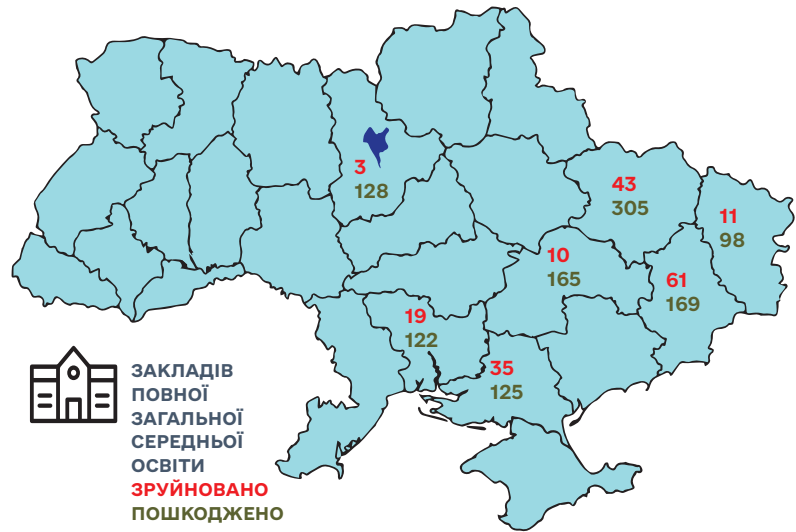 3
128
43
305
11
98
10
165
61
169
19
122
35
125
ЗАКЛАДІВ
ПОВНОЇ
ЗАГАЛЬНОЇ
СЕРЕДНЬОЇ
ОСВІТИ
ЗРУЙНОВАНО
ПОШКОДЖЕНО